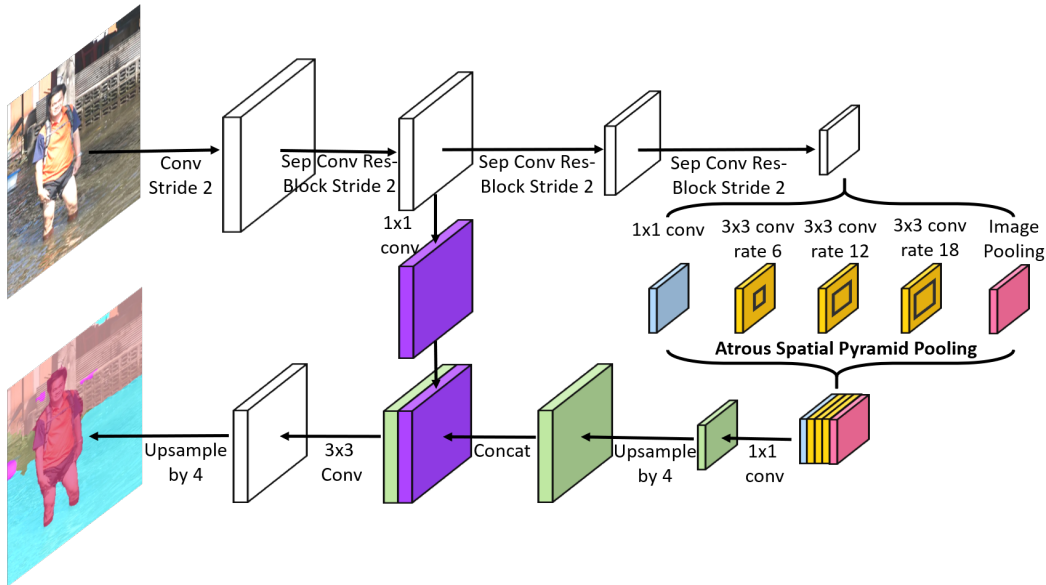 Conv
Stride 2
Sep Conv Res-
Block Stride 2
Sep Conv Res-
Block Stride 2
Sep Conv Res-
Block Stride 2
1x1
conv
1x1 conv
3x3 conv
rate 6
3x3 conv
rate 12
3x3 conv
rate 18
Image
Pooling
Atrous Spatial Pyramid Pooling
Upsample
by 4
3x3
Conv
Concat
Upsample
by 4
1x1
conv